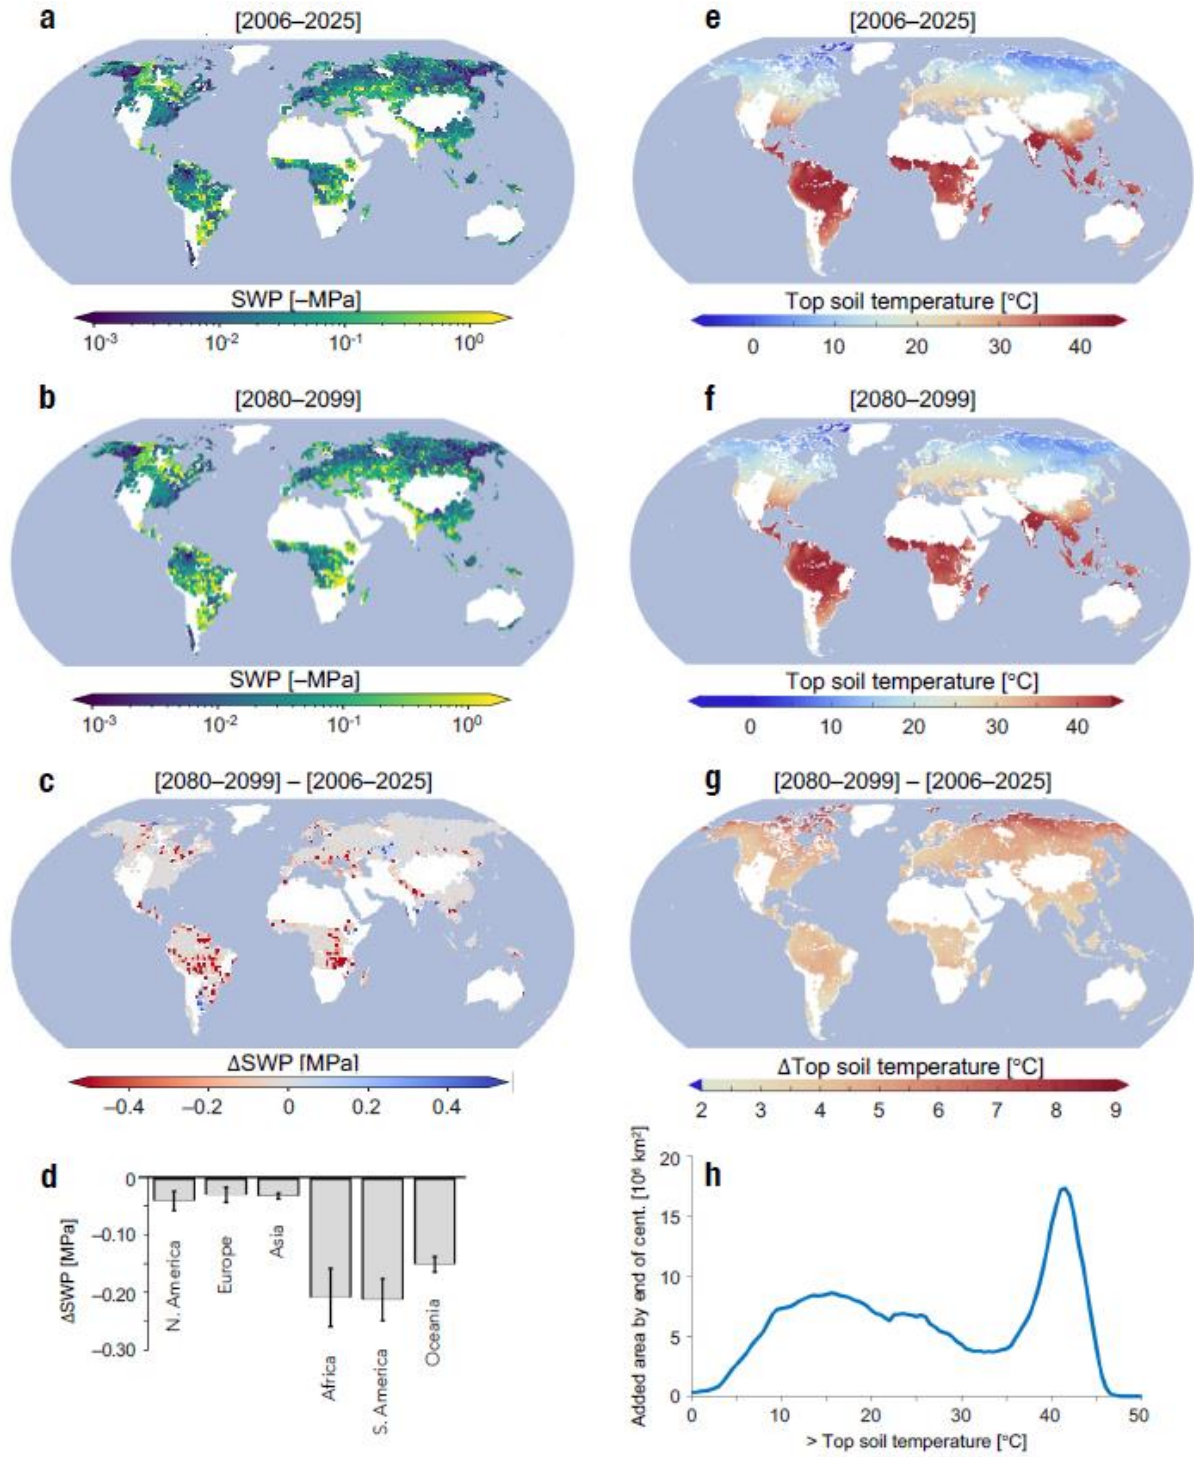 a
[2006–2025]
SWP [–MPa]
10⁻³ 10⁻² 10⁻¹ 10⁰
b
[2080–2099]
SWP [–MPa]
10⁻³ 10⁻² 10⁻¹ 10⁰
c
[2080–2099] – [2006–2025]
ΔSWP [MPa]
–0.4 –0.2 0 0.2 0.4
d
ΔSWP [MPa]
0
–0.10
–0.20
–0.30
N. America
Europe
Asia
Africa
S. America
Oceania
e
[2006–2025]
Top soil temperature [°C]
0 10 20 30 40
f
[2080–2099]
Top soil temperature [°C]
0 10 20 30 40
g
[2080–2099] – [2006–2025]
ΔTop soil temperature [°C]
2 3 4 5 6 7 8 9
h
Added area by end of cent. [10⁶ km²]
20
15
10
5
0
0 10 20 30 40 50
> Top soil temperature [°C]